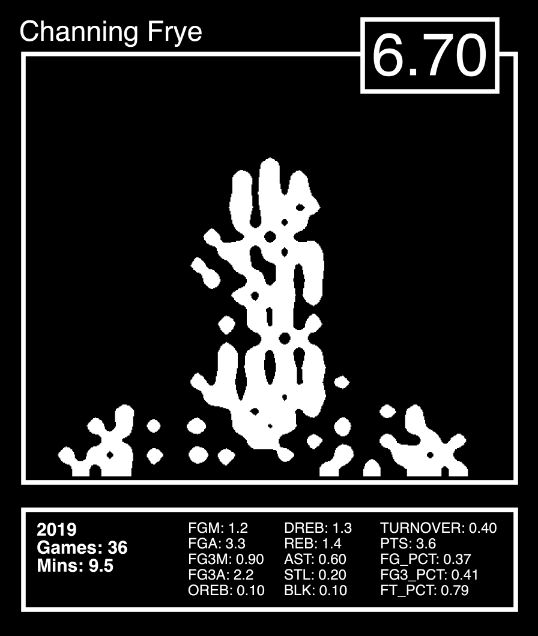 Channing Frye
6.70
2019
Games: 36
Mins: 9.5
FGM: 1.2
FGA: 3.3
FG3M: 0.90
FG3A: 2.2
OREB: 0.10
DREB: 1.3
REB: 1.4
AST: 0.60
STL: 0.20
BLK: 0.10
TURNOVER: 0.40
PTS: 3.6
FG_PCT: 0.37
FG3_PCT: 0.41
FT_PCT: 0.79